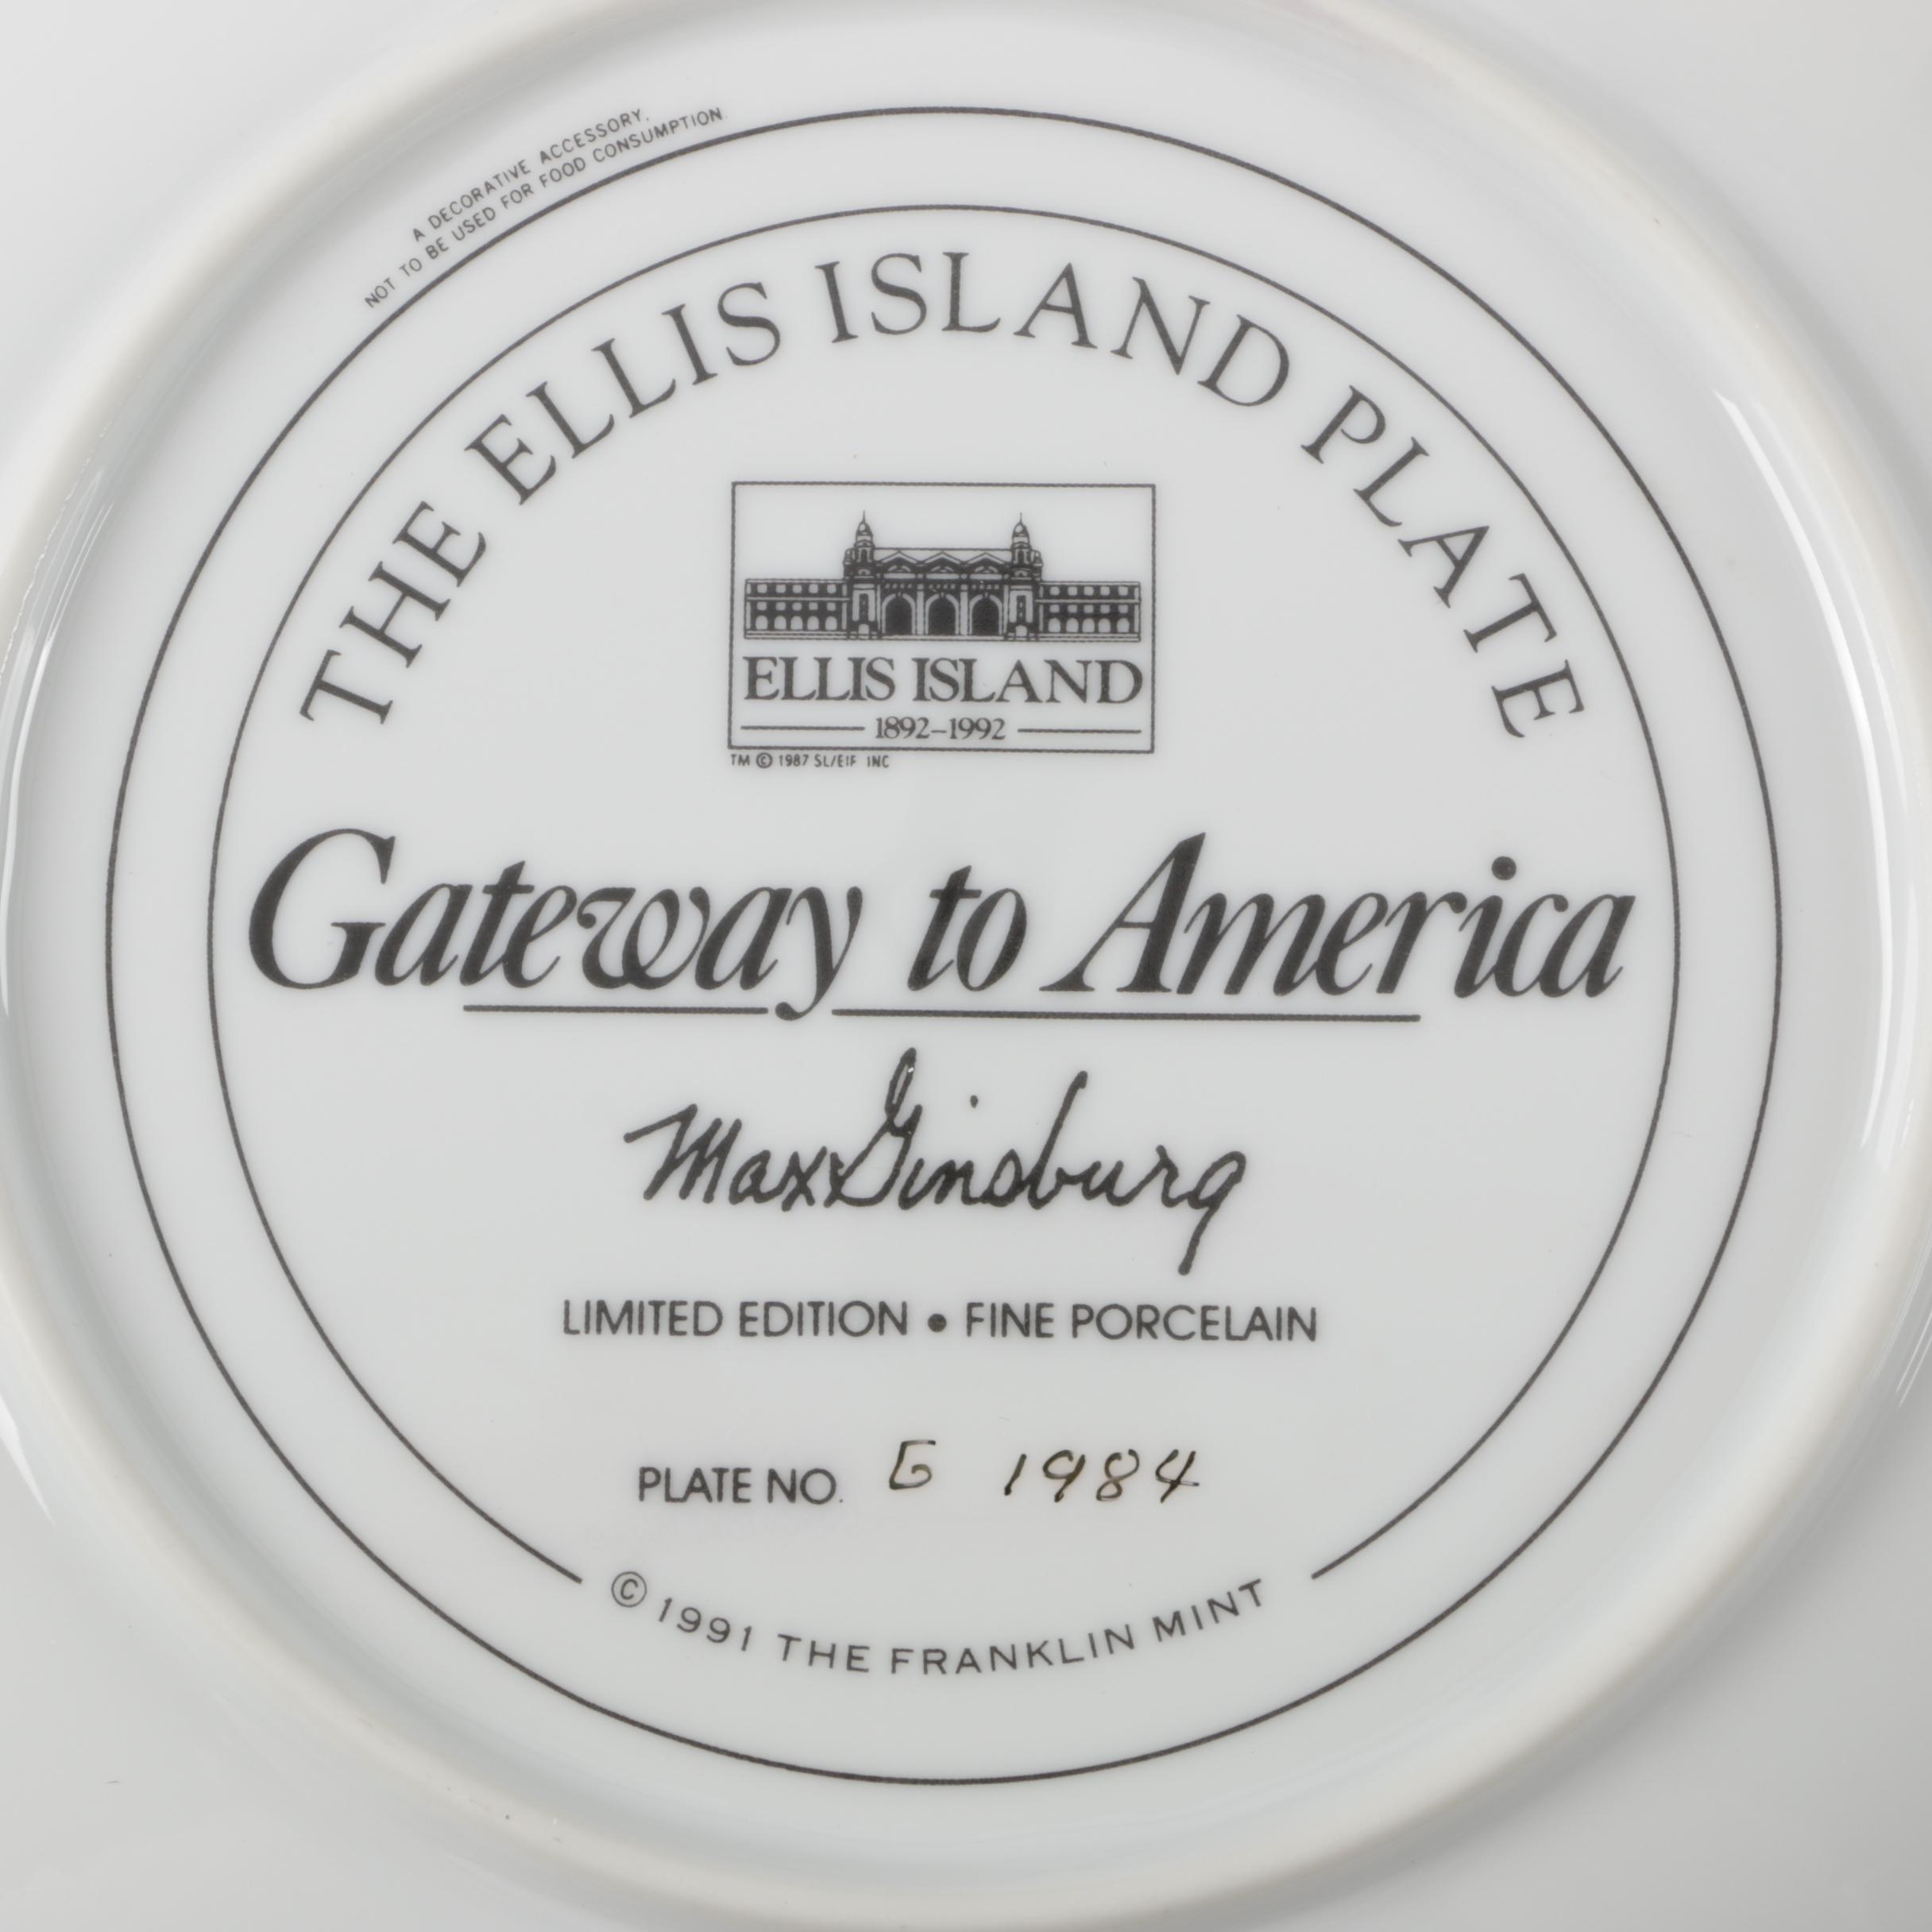 A DECORATIVE ACCESSORY.
NOT TO BE USED FOR FOOD CONSUMPTION.
THE ELLIS ISLAND PLATE
ELLIS ISLAND
1892–1992
TM © 1987 SL/EIF INC
Gateway to America
Max Ginsburg
LIMITED EDITION • FINE PORCELAIN
PLATE NO. G 1984
© 1991 THE FRANKLIN MINT